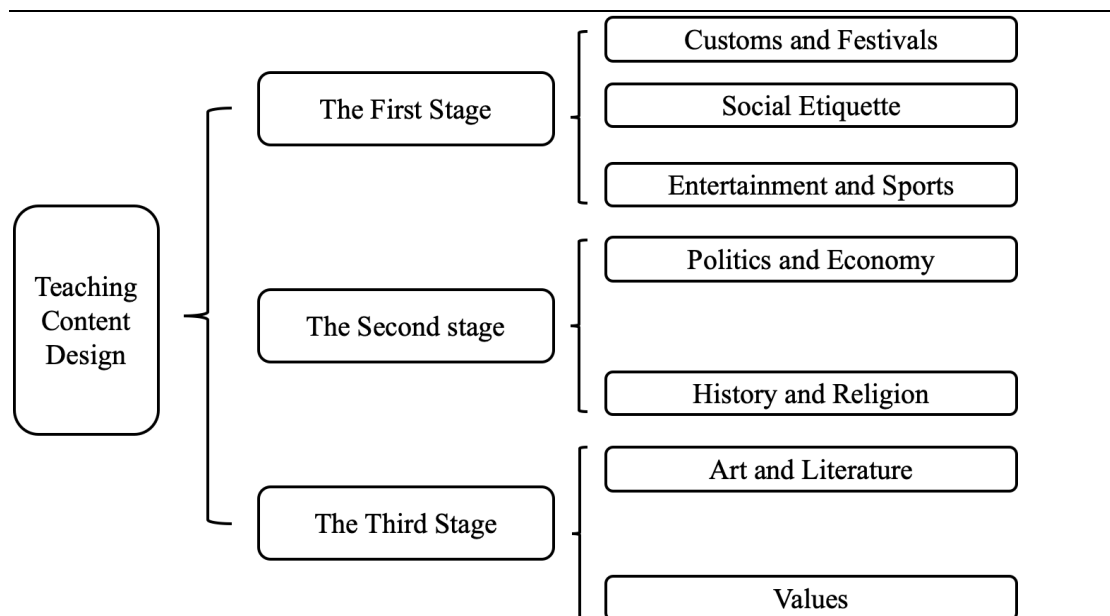 Teaching
Content
Design
The First Stage
Customs and Festivals
Social Etiquette
Entertainment and Sports
The Second stage
Politics and Economy
History and Religion
The Third Stage
Art and Literature
Values